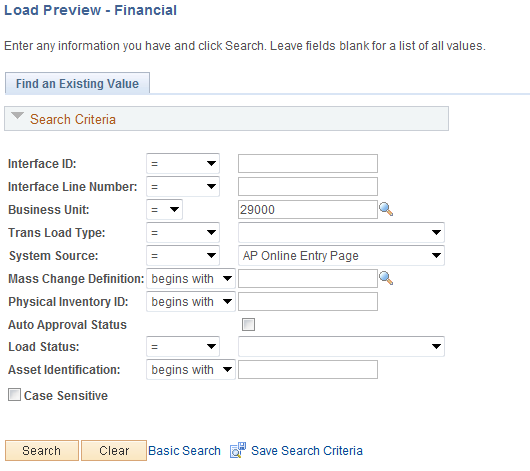 Load Preview - Financial
Enter any information you have and click Search. Leave fields blank for a list of all values.
Find an Existing Value
Search Criteria
Interface ID: =
Interface Line Number: =
Business Unit: = 29000
Trans Load Type: =
System Source: = AP Online Entry Page
Mass Change Definition: begins with
Physical Inventory ID: begins with
Auto Approval Status
Load Status: =
Asset Identification: begins with
Case Sensitive
Search Clear Basic Search Save Search Criteria